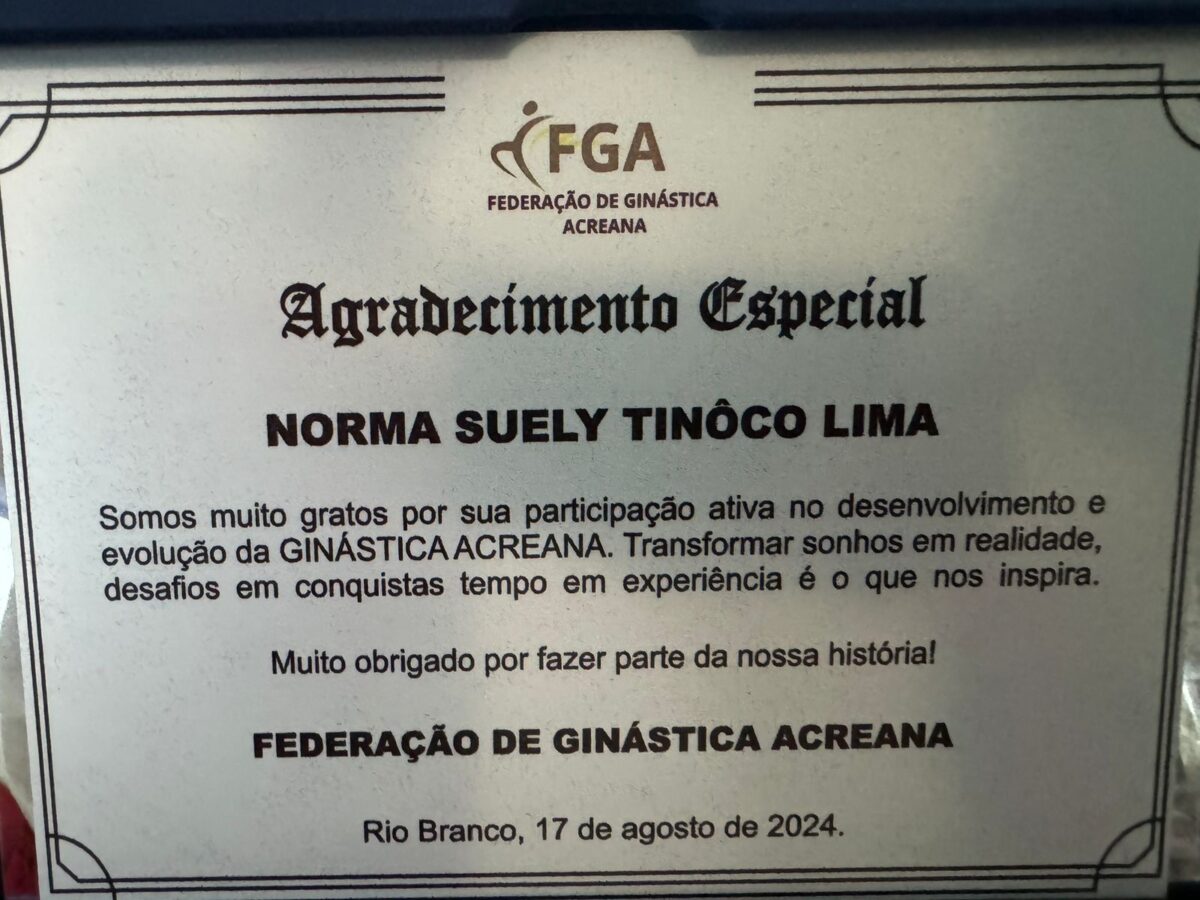 FGA
FEDERAÇÃO DE GINÁSTICA
ACREANA
Agradecimento Especial
NORMA SUELY TINÔCO LIMA
Somos muito gratos por sua participação ativa no desenvolvimento e
evolução da GINÁSTICA ACREANA. Transformar sonhos em realidade,
desafios em conquistas tempo em experiência é o que nos inspira.
Muito obrigado por fazer parte da nossa história!
FEDERAÇÃO DE GINÁSTICA ACREANA
Rio Branco, 17 de agosto de 2024.